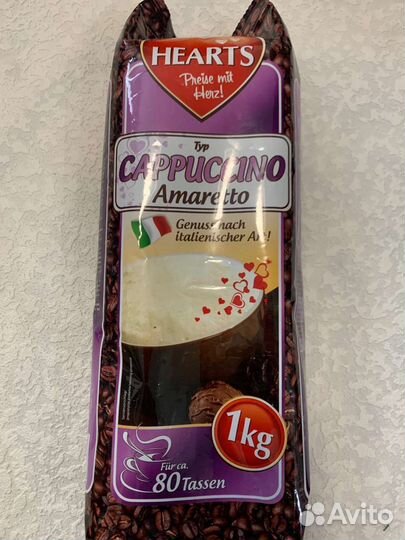 HEARTS
Preise mit
Herz!
Typ
CAPPUCCINO
Amaretto
Genuss nach
italienischer Art!
1kg
Für ca.
80 Tassen
Avito